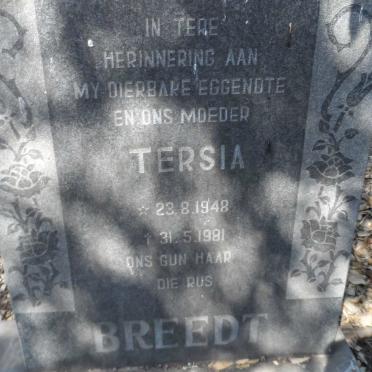 IN TERE
HERINNERING AAN
MY DIERBARE EGGENOTE
EN ONS MOEDER
TERSIA
☆ 23.8.1948
† 31.5.1981
ONS GUN HAAR
DIE RUS
BREEDT